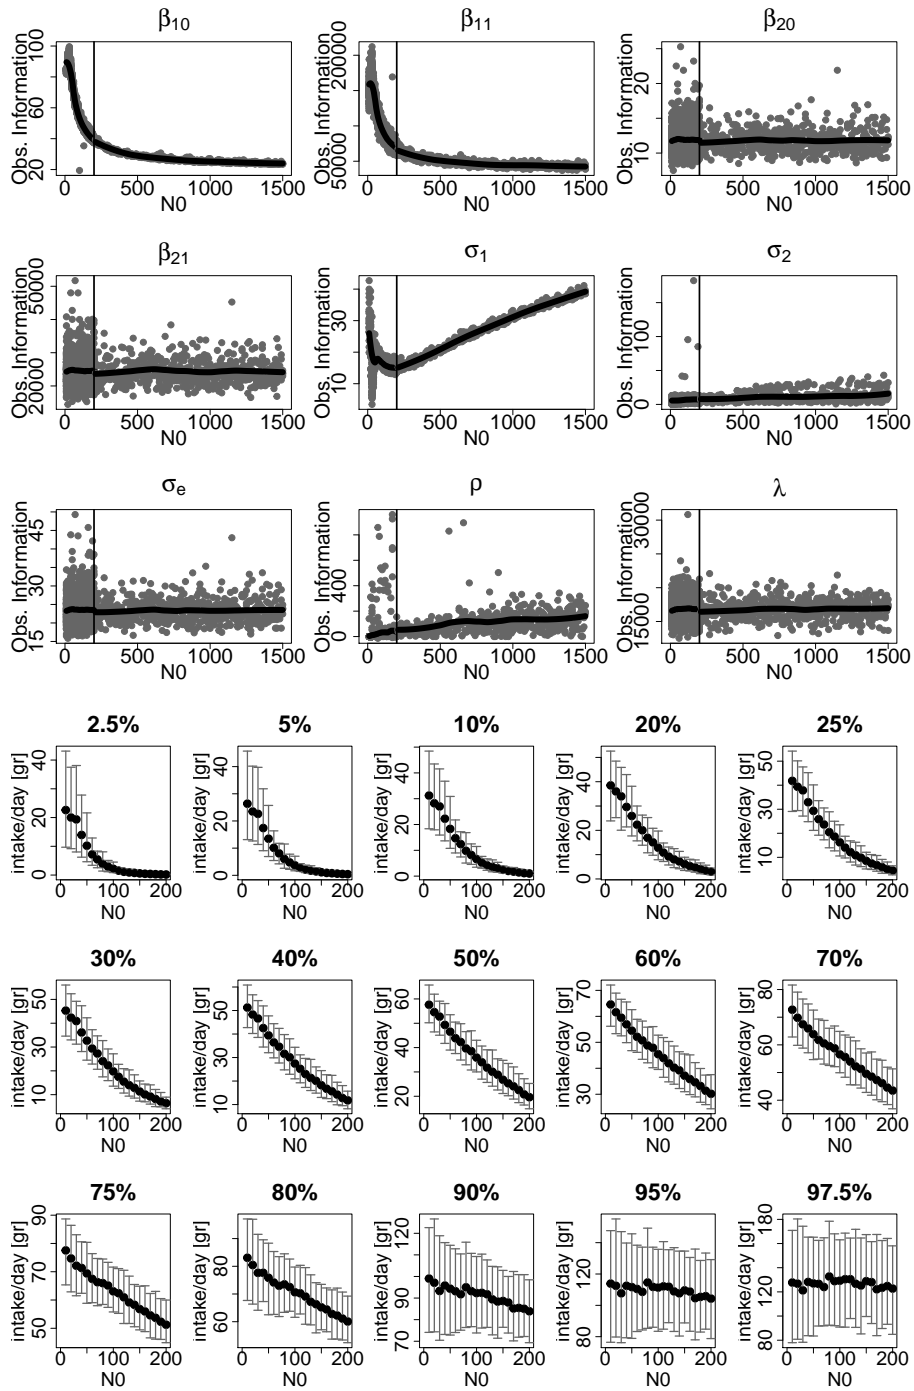 β10 β11 β20
Obs. Information 20 60 100
0 500 1000 1500
N0
Obs. Information 50000 200000
0 500 1000 1500
N0
Obs. Information 10 20
0 500 1000 1500
N0
β21 σ1 σ2
Obs. Information 20000 50000
0 500 1000 1500
N0
Obs. Information 10 30
0 500 1000 1500
N0
Obs. Information 0 100
0 500 1000 1500
N0
σe ρ λ
Obs. Information 15 30 45
0 500 1000 1500
N0
Obs. Information 0 400
0 500 1000 1500
N0
Obs. Information 15000 30000
0 500 1000 1500
N0
2.5% 5% 10% 20% 25%
intake/day [gr] 0 20 40
0 100 200
N0
intake/day [gr] 0 20 40
0 100 200
N0
intake/day [gr] 0 20 40
0 100 200
N0
intake/day [gr] 0 20 40
0 100 200
N0
intake/day [gr] 10 30 50
0 100 200
N0
30% 40% 50% 60% 70%
intake/day [gr] 10 30 50
0 100 200
N0
intake/day [gr] 10 30 50
0 100 200
N0
intake/day [gr] 20 40 60
0 100 200
N0
intake/day [gr] 30 50 70
0 100 200
N0
intake/day [gr] 40 60 80
0 100 200
N0
75% 80% 90% 95% 97.5%
intake/day [gr] 50 70 90
0 100 200
N0
intake/day [gr] 60 80
0 100 200
N0
intake/day [gr] 70 90 120
0 100 200
N0
intake/day [gr] 80 110
0 100 200
N0
intake/day [gr] 80 120 180
0 100 200
N0